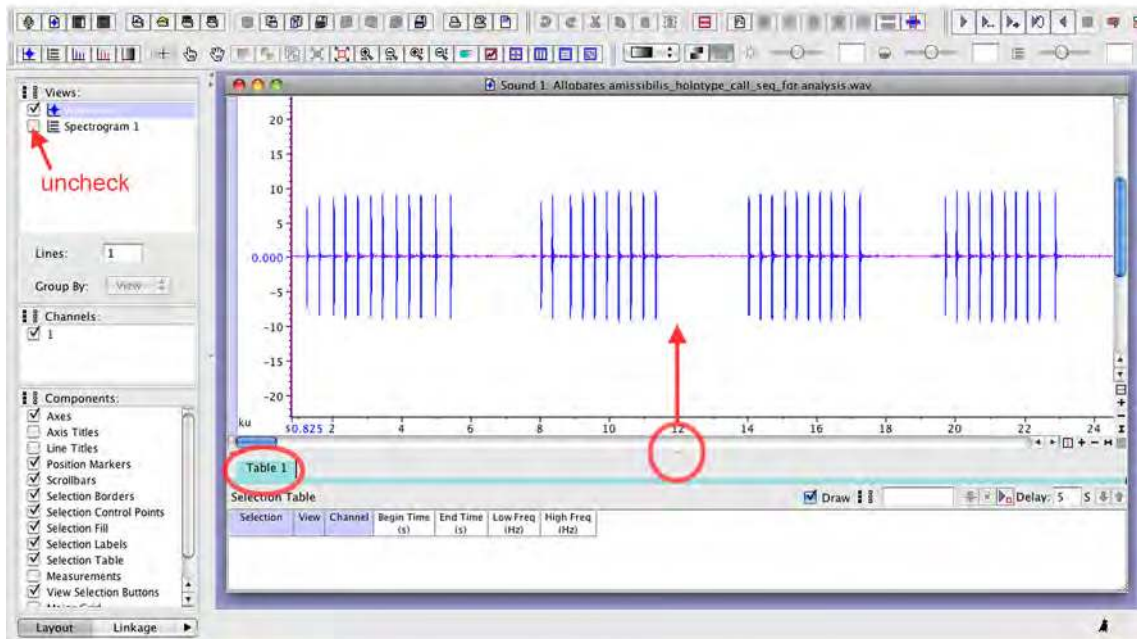 Sound 1: Allobates amissibilis_holotype_call_seq_for analysis.wav
Views:
Spectrogram 1
uncheck
Lines: 1
Group By: View
Channels:
1
Components:
Axes
Axis Titles
Line Titles
Position Markers
Scrollbars
Selection Borders
Selection Control Points
Selection Fill
Selection Labels
Selection Table
Measurements
View Selection Buttons
Layout Linkage
20
15
10
5
0.000
-5
-10
-15
-20
ku
s0.825 2 4 6 8 10 12 14 16 18 20 22 24
Table 1
Selection Table
Draw
Delay: 5 S
Selection View Channel Begin Time (s) End Time (s) Low Freq (Hz) High Freq (Hz)